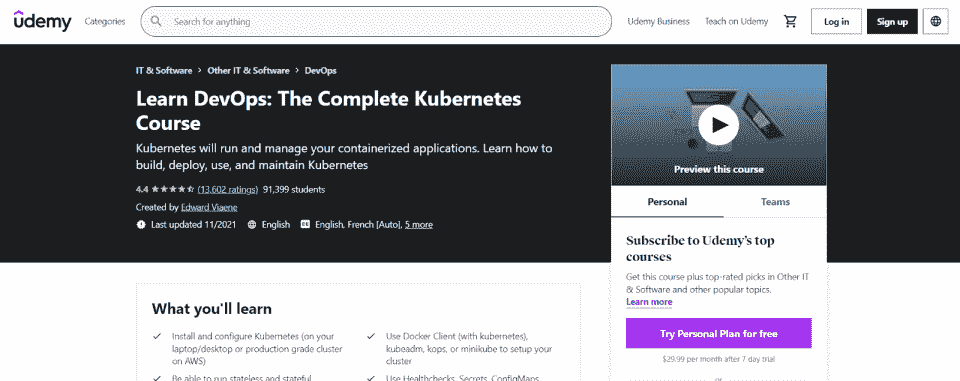 udemy Categories Search for anything Udemy Business Teach on Udemy Log in Sign up
IT & Software > Other IT & Software > DevOps
Learn DevOps: The Complete Kubernetes
Course
Kubernetes will run and manage your containerized applications. Learn how to
build, deploy, use, and maintain Kubernetes
4.4 (13,602 ratings) 91,399 students
Created by Edward Viaene
Last updated 11/2021 English English, French [Auto], 5 more
Preview this course
Personal Teams
Subscribe to Udemy's top
courses
Get this course plus top-rated picks in Other IT
& Software and other popular topics.
Learn more
Try Personal Plan for free
$29.99 per month after 7 day trial
or
What you'll learn
Install and configure Kubernetes (on your
laptop/desktop or production grade cluster
on AWS)
Be able to run stateless and stateful
Use Docker Client (with kubernetes),
kubeadm, kops, or minikube to setup your
cluster
Use Healthchecks, Secrets, ConfigMaps